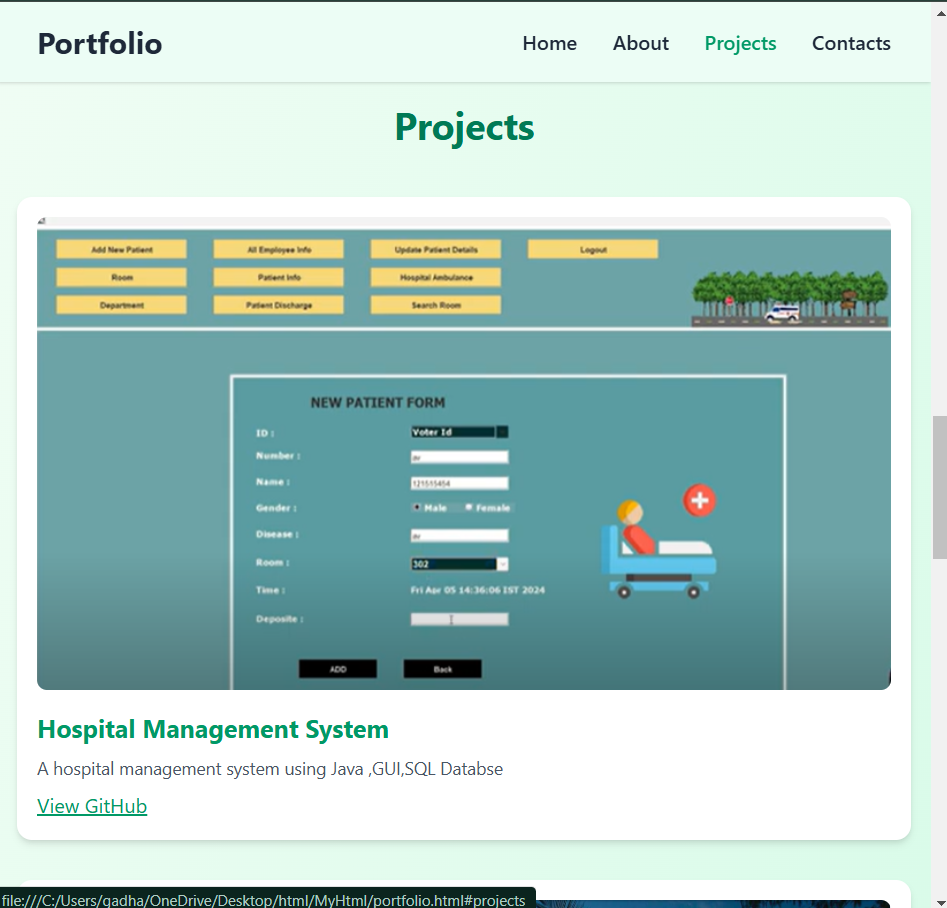 Portfolio
Home About Projects Contacts
Projects
Add New Patient All Employee Info Update Patient Details Logout
Room Patient Info Hospital Ambulance
Department Patient Discharge Search Room
NEW PATIENT FORM
ID : Voter Id
Number : av
Name : 121515454
Gender : Male Female
Disease : av
Room : 302
Time : Fri Apr 05 14:36:06 IST 2024
Deposite :
ADD Back
Hospital Management System
A hospital management system using Java ,GUI,SQL Databse
View GitHub
file:///C:/Users/gadha/OneDrive/Desktop/html/MyHtml/portfolio.html#projects